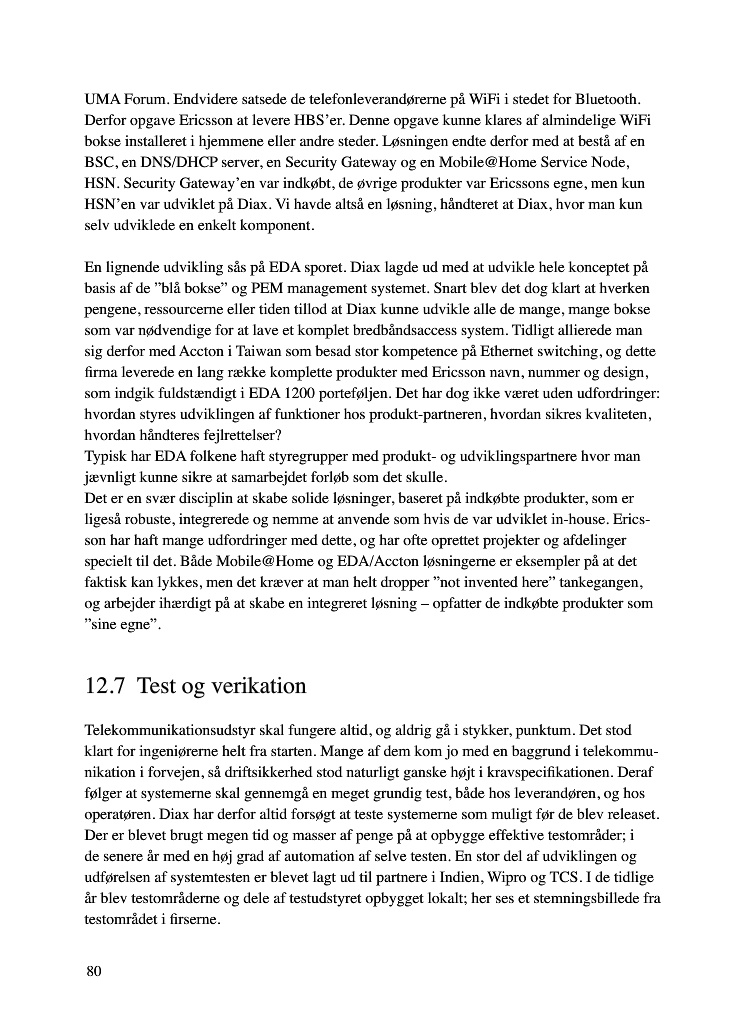 UMA Forum. Endvidere satsede de telefonleverandørerne på WiFi i stedet for Bluetooth.
Derfor opgave Ericsson at levere HBS’er. Denne opgave kunne klares af almindelige WiFi
bokse installeret i hjemmene eller andre steder. Løsningen endte derfor med at bestå af en
BSC, en DNS/DHCP server, en Security Gateway og en Mobile@Home Service Node,
HSN. Security Gateway’en var indkøbt, de øvrige produkter var Ericssons egne, men kun
HSN’en var udviklet på Diax. Vi havde altså en løsning, håndteret at Diax, hvor man kun
selv udviklede en enkelt komponent.
En lignende udvikling sås på EDA sporet. Diax lagde ud med at udvikle hele konceptet på
basis af de ”blå bokse” og PEM management systemet. Snart blev det dog klart at hverken
pengene, ressourcerne eller tiden tillod at Diax kunne udvikle alle de mange, mange bokse
som var nødvendige for at lave et komplet bredbåndsaccess system. Tidligt allierede man
sig derfor med Accton i Taiwan som besad stor kompetence på Ethernet switching, og dette
firma leverede en lang række komplette produkter med Ericsson navn, nummer og design,
som indgik fuldstændigt i EDA 1200 porteføljen. Det har dog ikke været uden udfordringer:
hvordan styres udviklingen af funktioner hos produkt-partneren, hvordan sikres kvaliteten,
hvordan håndteres fejlrettelser?
Typisk har EDA folkene haft styregrupper med produkt- og udviklingspartnere hvor man
jævnligt kunne sikre at samarbejdet forløb som det skulle.
Det er en svær disciplin at skabe solide løsninger, baseret på indkøbte produkter, som er
ligeså robuste, integrerede og nemme at anvende som hvis de var udviklet in-house. Erics-
son har haft mange udfordringer med dette, og har ofte oprettet projekter og afdelinger
specielt til det. Både Mobile@Home og EDA/Accton løsningerne er eksempler på at det
faktisk kan lykkes, men det kræver at man helt dropper ”not invented here” tankegangen,
og arbejder ihærdigt på at skabe en integreret løsning – opfatter de indkøbte produkter som
”sine egne”.
12.7 Test og verikation
Telekommunikationsudstyr skal fungere altid, og aldrig gå i stykker, punktum. Det stod
klart for ingeniørerne helt fra starten. Mange af dem kom jo med en baggrund i telekommu-
nikation i forvejen, så driftsikkerhed stod naturligt ganske højt i kravspecifikationen. Deraf
følger at systemerne skal gennemgå en meget grundig test, både hos leverandøren, og hos
operatøren. Diax har derfor altid forsøgt at teste systemerne som muligt før de blev releaset.
Der er blevet brugt megen tid og masser af penge på at opbygge effektive testområder; i
de senere år med en høj grad af automation af selve testen. En stor del af udviklingen og
udførelsen af systemtesten er blevet lagt ud til partnere i Indien, Wipro og TCS. I de tidlige
år blev testområderne og dele af testudstyret opbygget lokalt; her ses et stemningsbillede fra
testområdet i firserne.
80